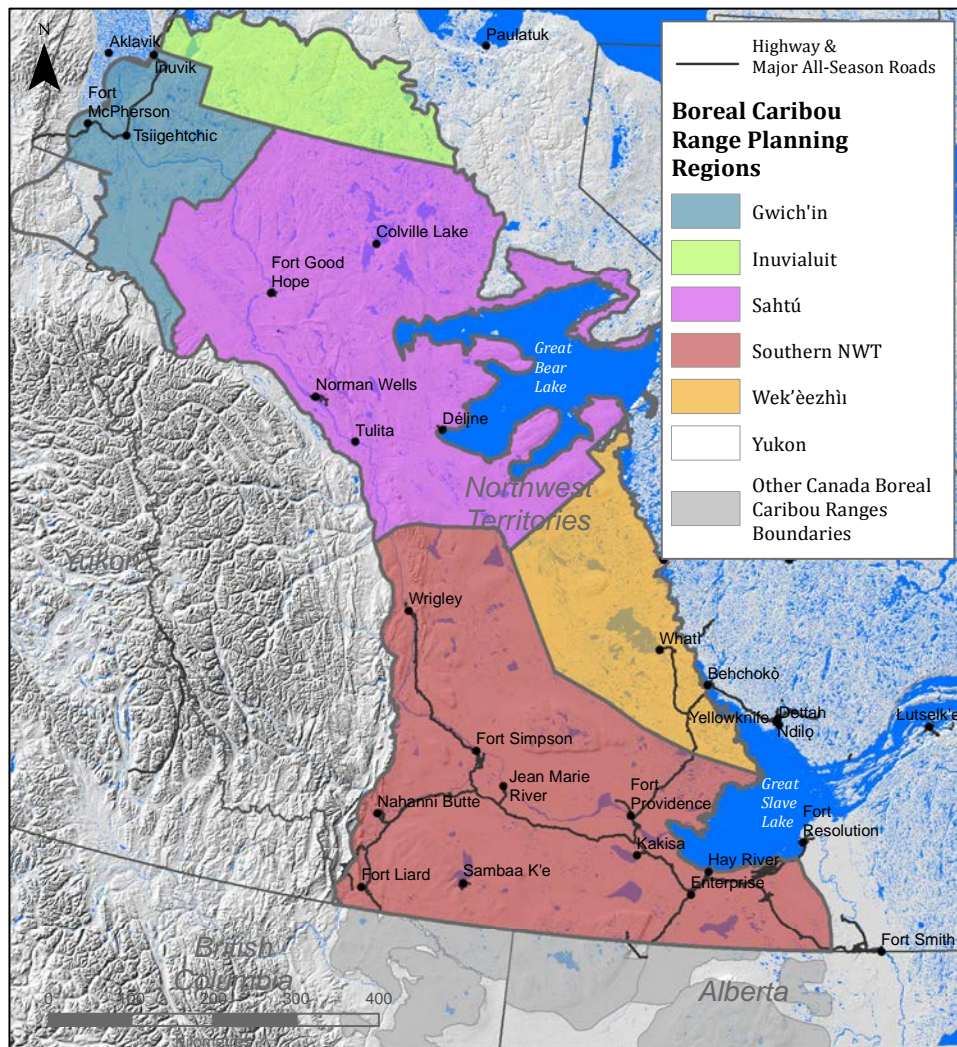 N
Aklavik
Inuvik
Fort
McPherson
Tsiigehtchic
Paulatuk
Colville Lake
Fort Good
Hope
Great
Bear
Lake
Norman Wells
Tulita
Délı̨ne
Northwest
Territories
Yukon
Wrigley
Whatì
Behchokǫ̀
Yellowknife
Dettah
Ndilǫ
Lutselk'e
Fort Simpson
Jean Marie
River
Nahanni Butte
Fort
Providence
Great
Slave
Lake
Fort
Resolution
Kakisa
Hay River
Fort Liard
Sambaa K'e
Enterprise
Fort Smith
British
Columbia
Alberta
0 100 200 400
Kilometres
Highway &
Major All-Season Roads
Boreal Caribou
Range Planning
Regions
Gwich'in
Inuvialuit
Sahtú
Southern NWT
Wek’èezhìı
Yukon
Other Canada Boreal
Caribou Ranges
Boundaries